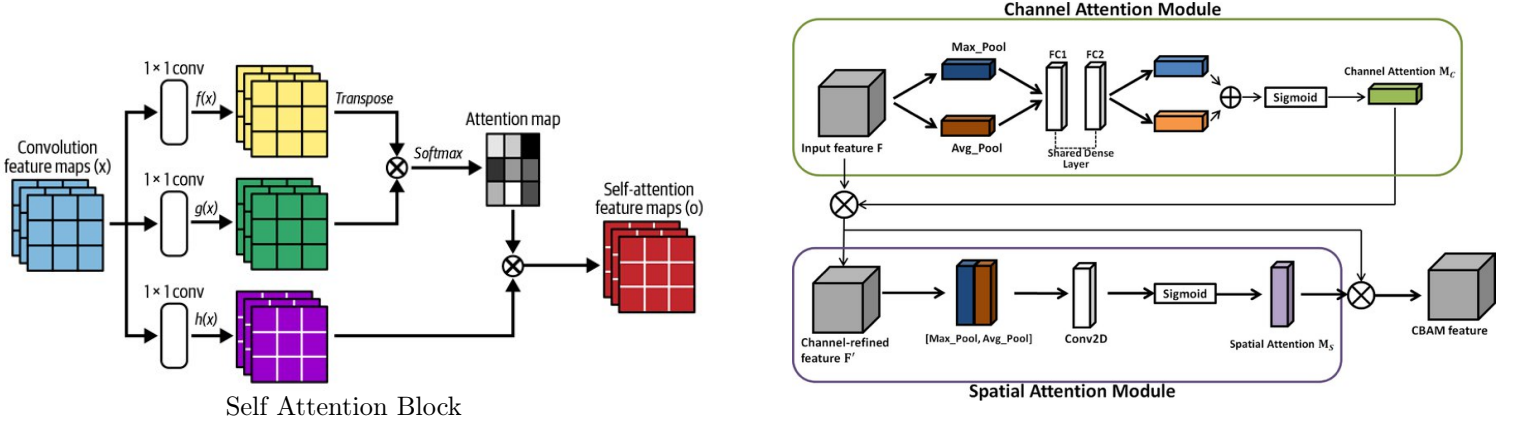 1×1 conv
f(x)
Transpose
Convolution
feature maps (x)
1×1 conv
g(x)
Softmax
Attention map
Self-attention
feature maps (o)
1×1 conv
h(x)
Self Attention Block
Channel Attention Module
Max_Pool
FC1
FC2
Input feature F
Avg_Pool
Shared Dense
Layer
Sigmoid
Channel Attention M_C
Channel-refined
feature F'
[Max_Pool, Avg_Pool]
Conv2D
Sigmoid
Spatial Attention M_S
CBAM feature
Spatial Attention Module